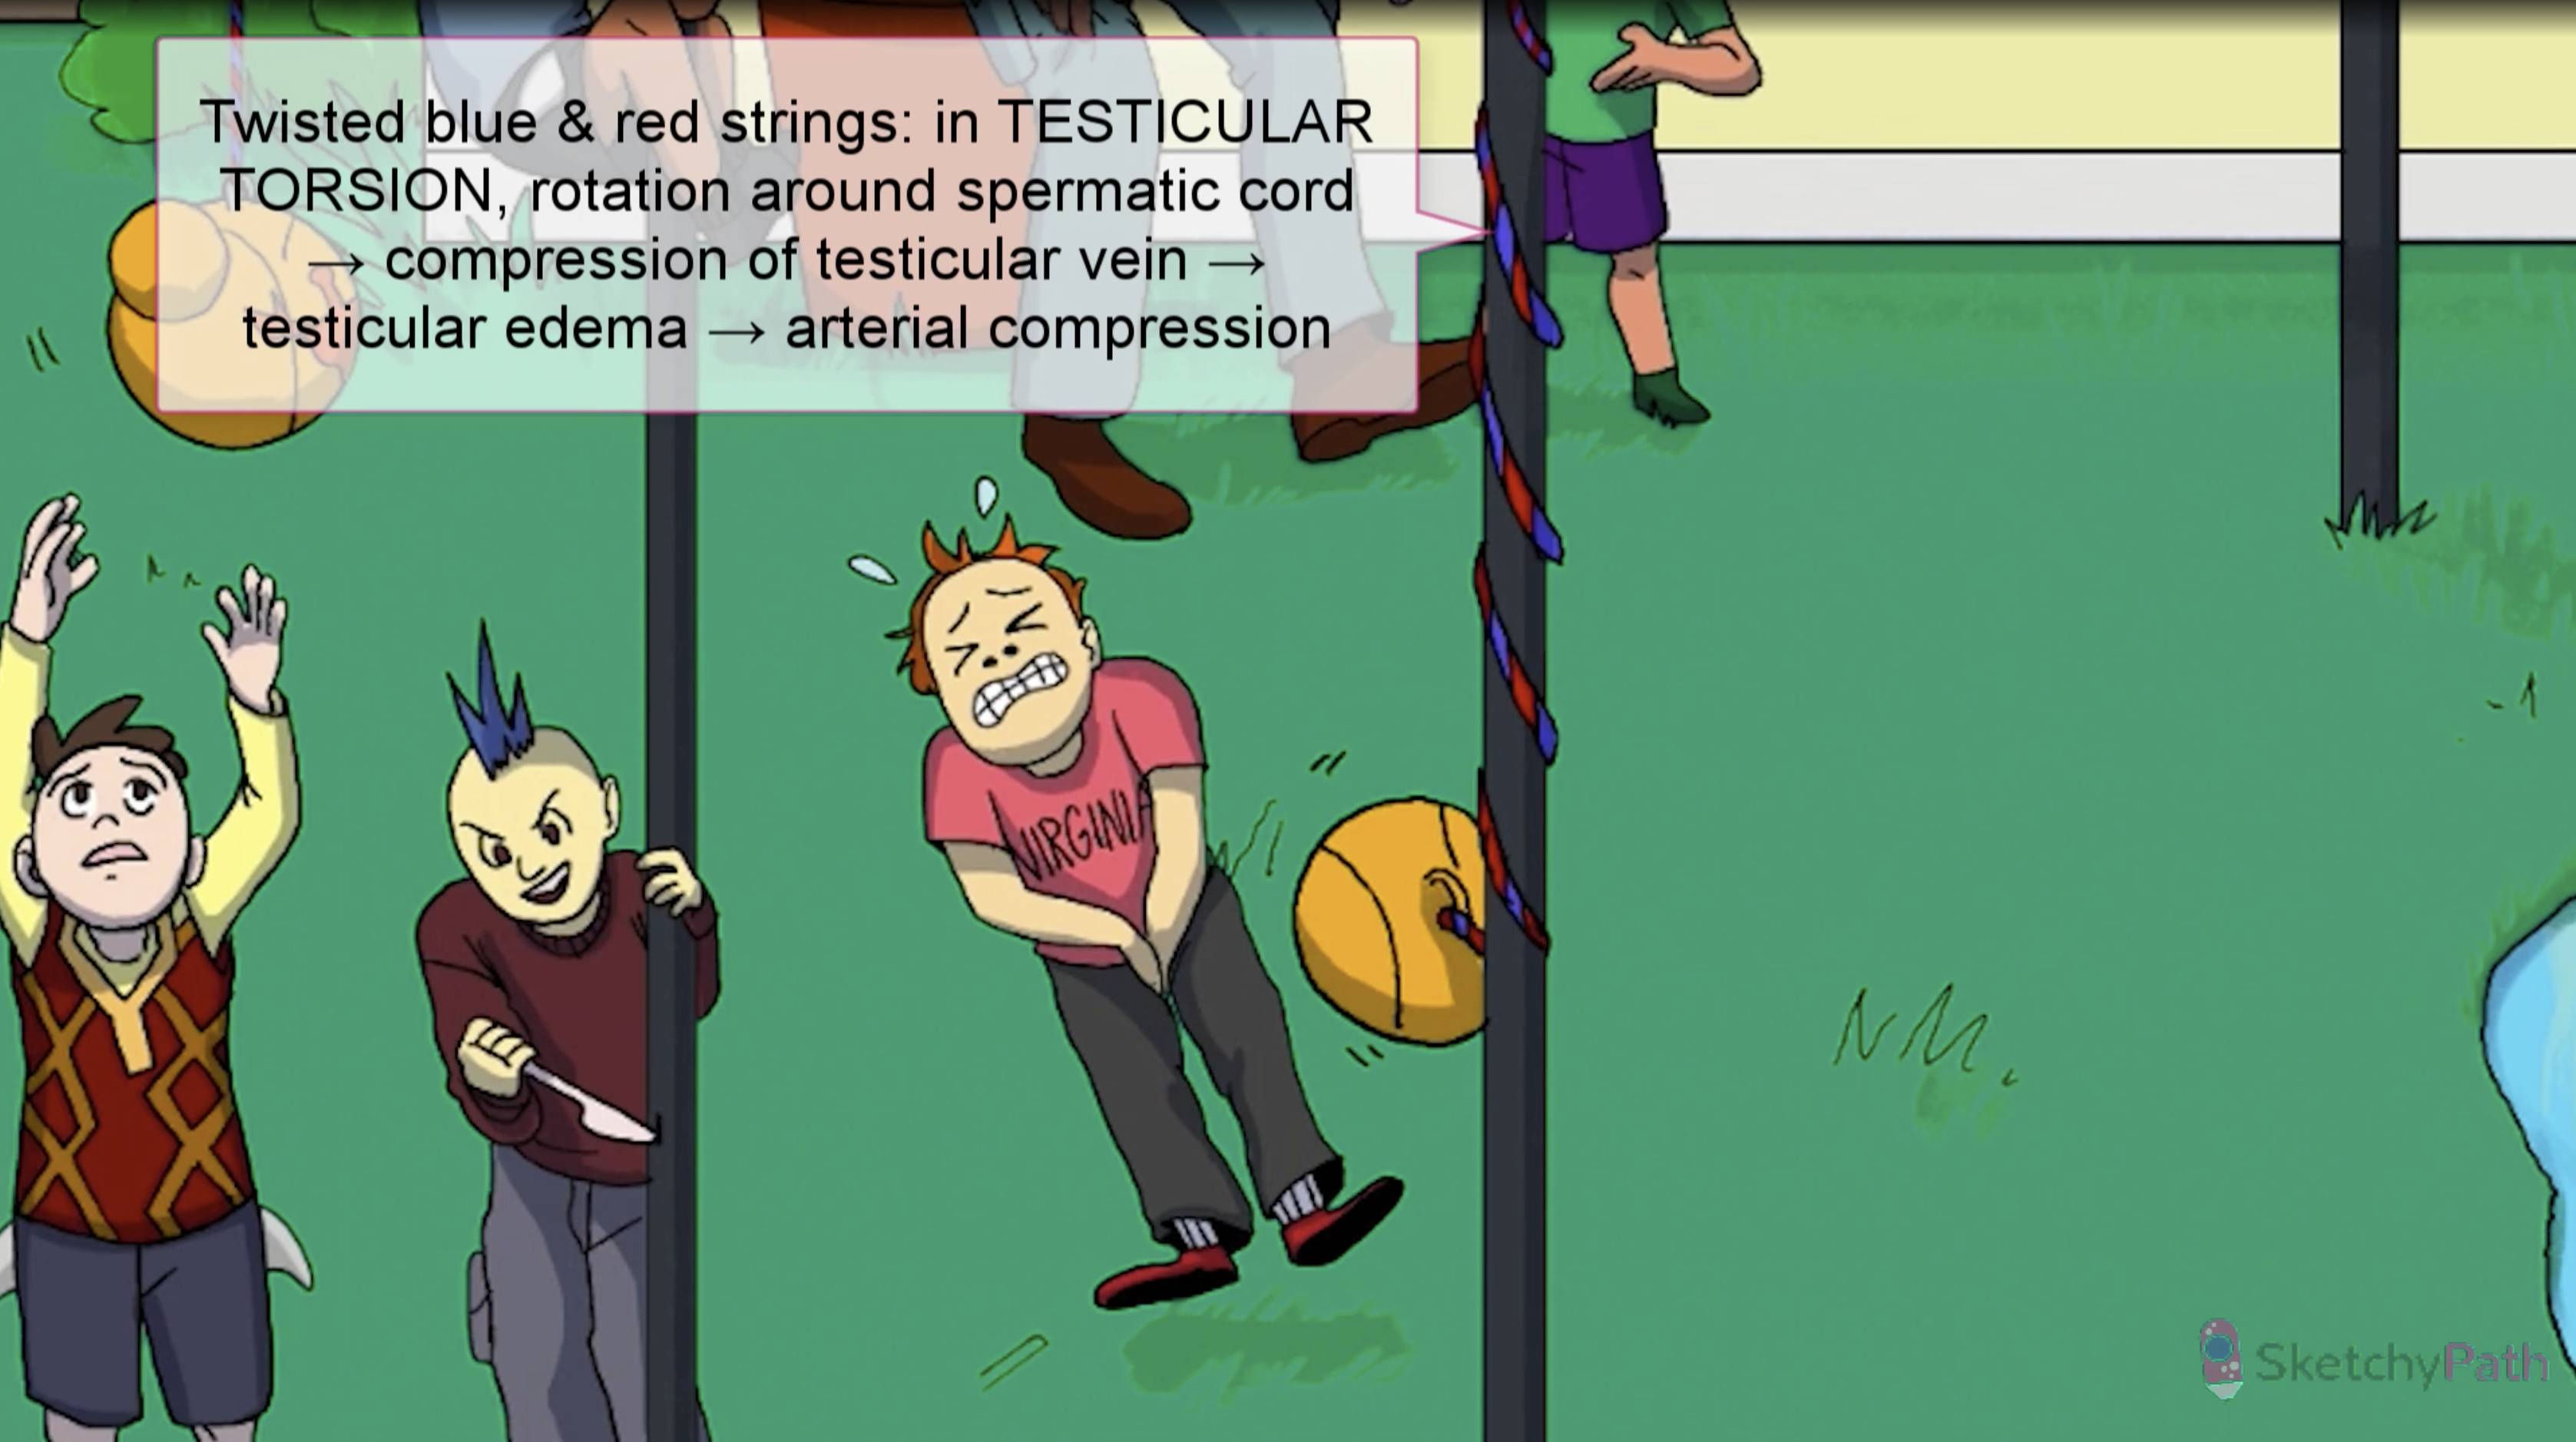 Twisted blue & red strings: in TESTICULAR
TORSION, rotation around spermatic cord
→ compression of testicular vein →
testicular edema → arterial compression
VIRGINIA
SketchyPath